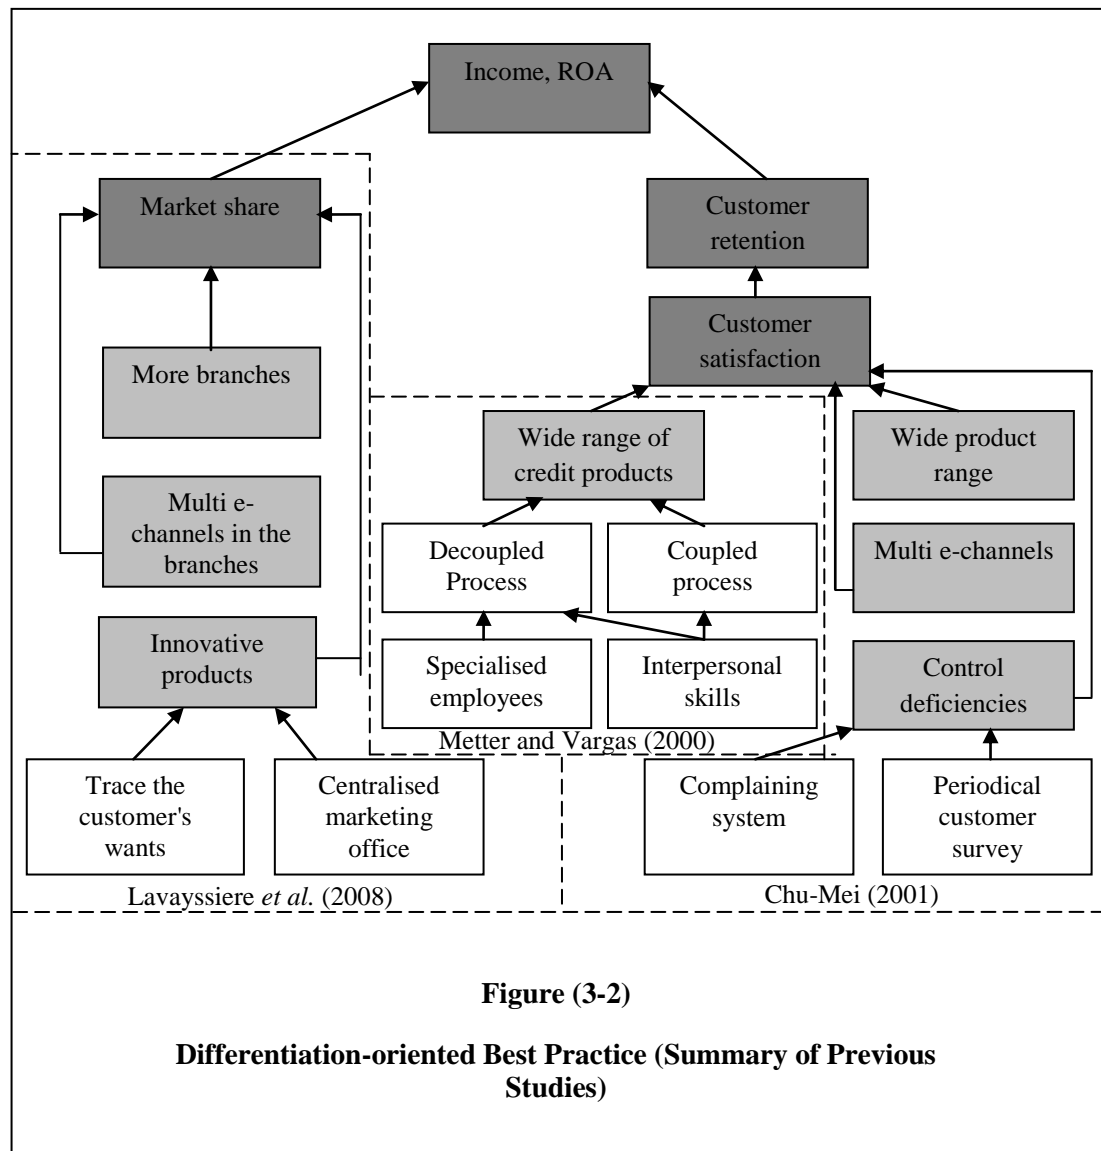 Income, ROA
Market share
Customer
retention
Customer
satisfaction
More branches
Wide range of
credit products
Wide product
range
Multi e-
channels in the
branches
Decoupled
Process
Coupled
process
Multi e-channels
Innovative
products
Specialised
employees
Interpersonal
skills
Control
deficiencies
Metter and Vargas (2000)
Trace the
customer's
wants
Centralised
marketing
office
Complaining
system
Periodical
customer
survey
Lavayssiere et al. (2008)
Chu-Mei (2001)
Figure (3-2)
Differentiation-oriented Best Practice (Summary of Previous
Studies)